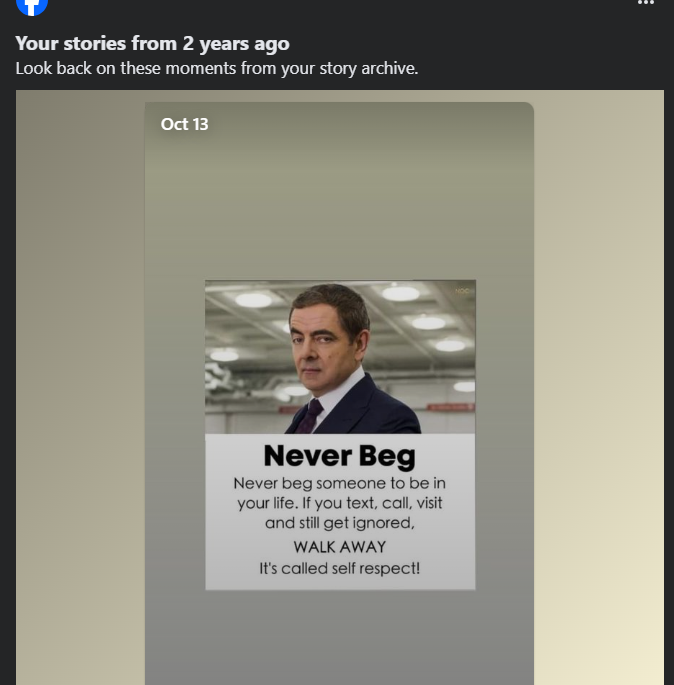 Your stories from 2 years ago
Look back on these moments from your story archive.
Oct 13
Never Beg
Never beg someone to be in
your life. If you text, call, visit
and still get ignored,
WALK AWAY
It's called self respect!